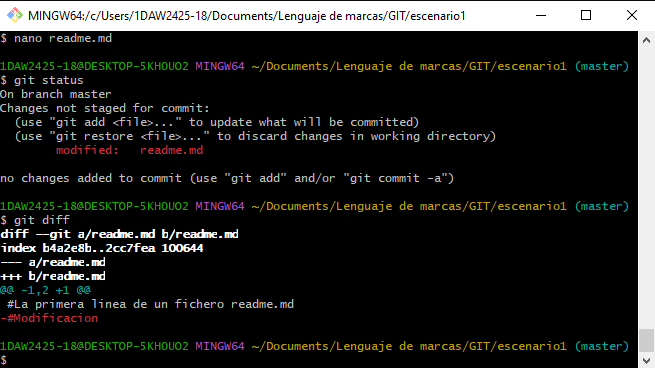 MINGW64:/c/Users/1DAW2425-18/Documents/Lenguaje de marcas/GIT/escenario1
$ nano readme.md
1DAW2425-18@DESKTOP-5KHOUO2 MINGW64 ~/Documents/Lenguaje de marcas/GIT/escenario1 (master)
$ git status
On branch master
Changes not staged for commit:
  (use "git add <file>..." to update what will be committed)
  (use "git restore <file>..." to discard changes in working directory)
        modified:   readme.md
no changes added to commit (use "git add" and/or "git commit -a")
1DAW2425-18@DESKTOP-5KHOUO2 MINGW64 ~/Documents/Lenguaje de marcas/GIT/escenario1 (master)
$ git diff
diff --git a/readme.md b/readme.md
index b4a2e8b..2cc7fea 100644
--- a/readme.md
+++ b/readme.md
@@ -1,2 +1 @@
 #La primera linea de un fichero readme.md
-#Modificacion
1DAW2425-18@DESKTOP-5KHOUO2 MINGW64 ~/Documents/Lenguaje de marcas/GIT/escenario1 (master)
$